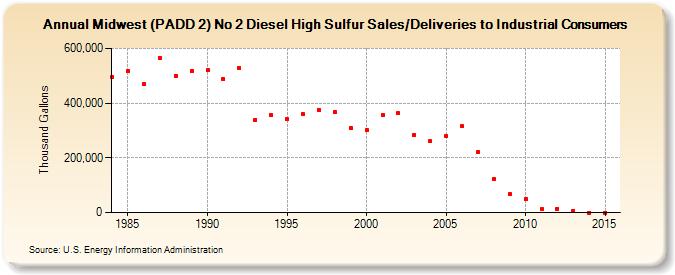 Annual Midwest (PADD 2) No 2 Diesel High Sulfur Sales/Deliveries to Industrial Consumers
Thousand Gallons
600,000
400,000
200,000
0
1985 1990 1995 2000 2005 2010 2015
Source: U.S. Energy Information Administration